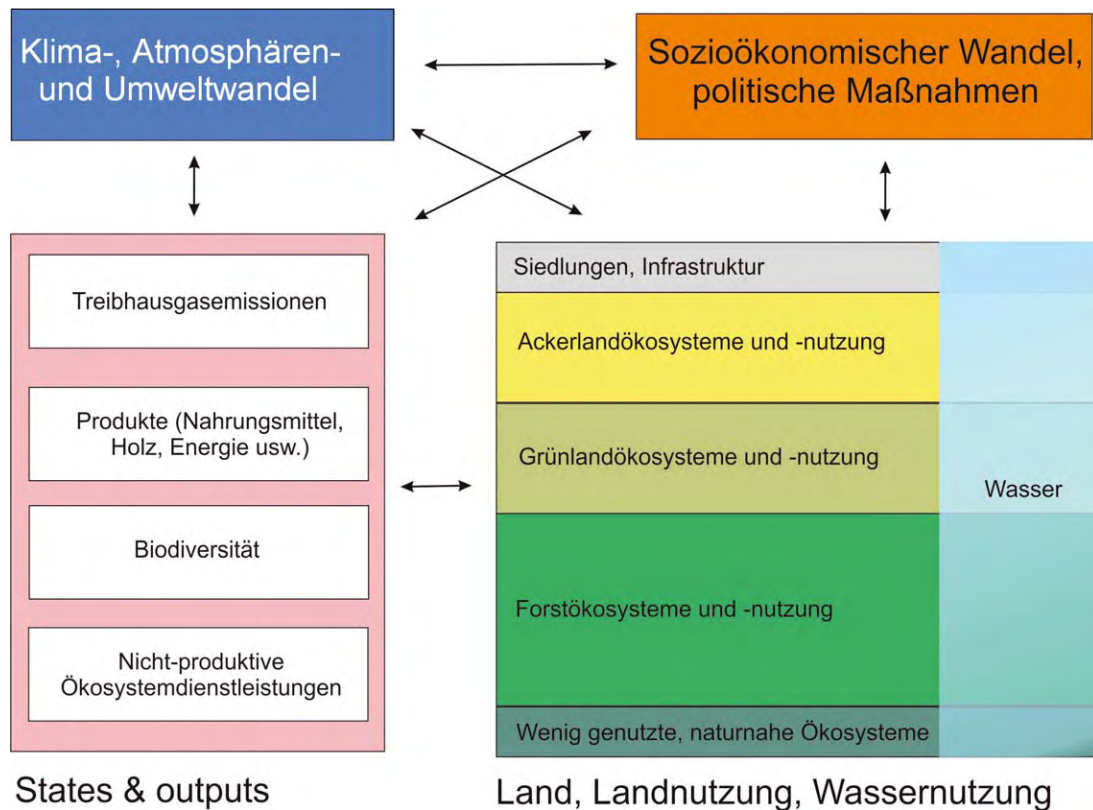 Klima-, Atmosphären-
und Umweltwandel
Sozioökonomischer Wandel,
politische Maßnahmen
Treibhausgasemissionen
Produkte (Nahrungsmittel,
Holz, Energie usw.)
Biodiversität
Nicht-produktive
Ökosystemdienstleistungen
States & outputs
Siedlungen, Infrastruktur
Ackerlandökosysteme und -nutzung
Grünlandökosysteme und -nutzung
Wasser
Forstökosysteme und -nutzung
Wenig genutzte, naturnahe Ökosysteme
Land, Landnutzung, Wassernutzung